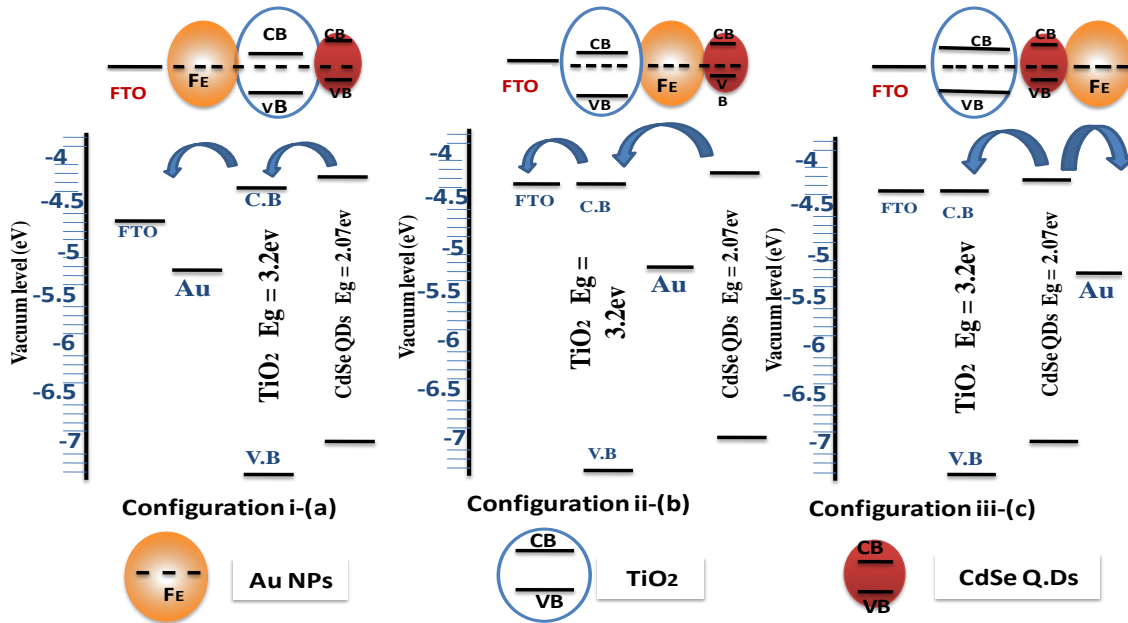 CB
VB
FE
FTO
CB
VB
CB
VB
FE
FTO
CB
V
B
CB
VB
FE
FTO
CB
VB
Vacuum level (eV)
-4
-4.5
-5
-5.5
-6
-6.5
-7
FTO
Au
C.B
TiO2 Eg = 3.2ev
V.B
CdSe QDs Eg = 2.07ev
Configuration i-(a)
Vacuum level (eV)
-4
-4.5
-5
-5.5
-6
-6.5
-7
FTO
C.B
TiO2 Eg =
3.2ev
V.B
Au
CdSe QDs Eg = 2.07ev
Configuration ii-(b)
Vacuum level (eV)
-4
-4.5
-5
-5.5
-6
-6.5
-7
FTO
C.B
TiO2 Eg = 3.2ev
V.B
CdSe QDs Eg = 2.07ev
Au
Configuration iii-(c)
FE
Au NPs
CB
VB
TiO2
CB
VB
CdSe Q.Ds